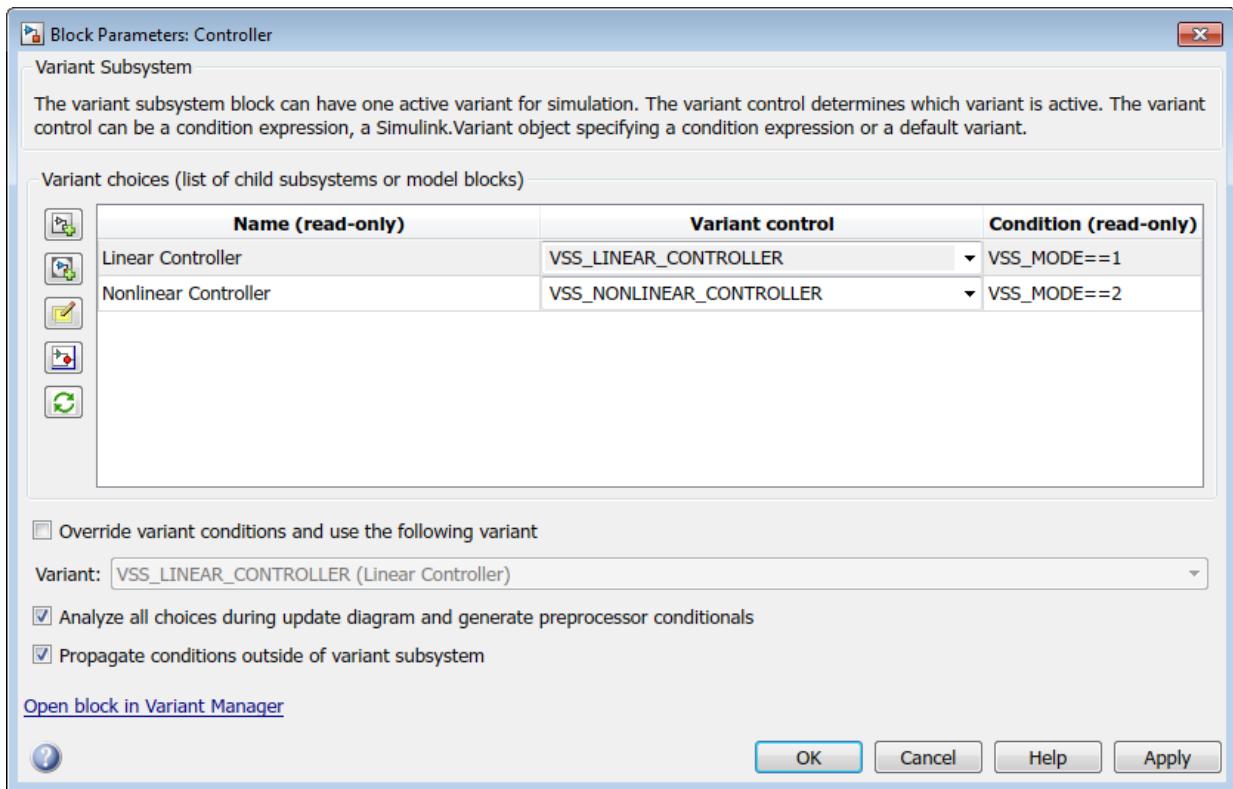 Block Parameters: Controller
Variant Subsystem
The variant subsystem block can have one active variant for simulation. The variant control determines which variant is active. The variant
control can be a condition expression, a Simulink.Variant object specifying a condition expression or a default variant.
Variant choices (list of child subsystems or model blocks)
Name (read-only) Variant control Condition (read-only)
Linear Controller VSS_LINEAR_CONTROLLER VSS_MODE==1
Nonlinear Controller VSS_NONLINEAR_CONTROLLER VSS_MODE==2
Override variant conditions and use the following variant
Variant: VSS_LINEAR_CONTROLLER (Linear Controller)
Analyze all choices during update diagram and generate preprocessor conditionals
Propagate conditions outside of variant subsystem
Open block in Variant Manager
? OK Cancel Help Apply